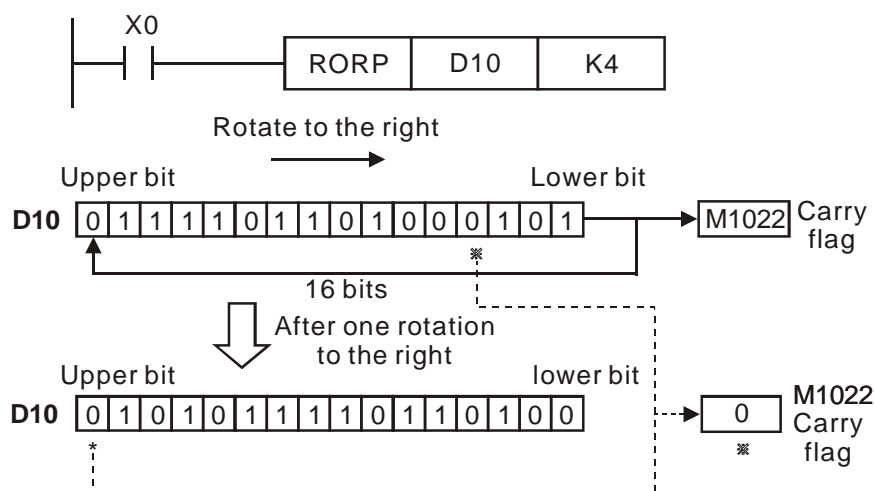 X0
RORP D10 K4
Rotate to the right
Upper bit Lower bit
D10 0 1 1 1 1 0 1 1 0 1 0 0 0 1 0 1 M1022 Carry
flag
※
16 bits
After one rotation
to the right
Upper bit lower bit
D10 0 1 0 1 0 1 1 1 1 0 1 1 0 1 0 0 0 M1022
Carry
flag
* ※